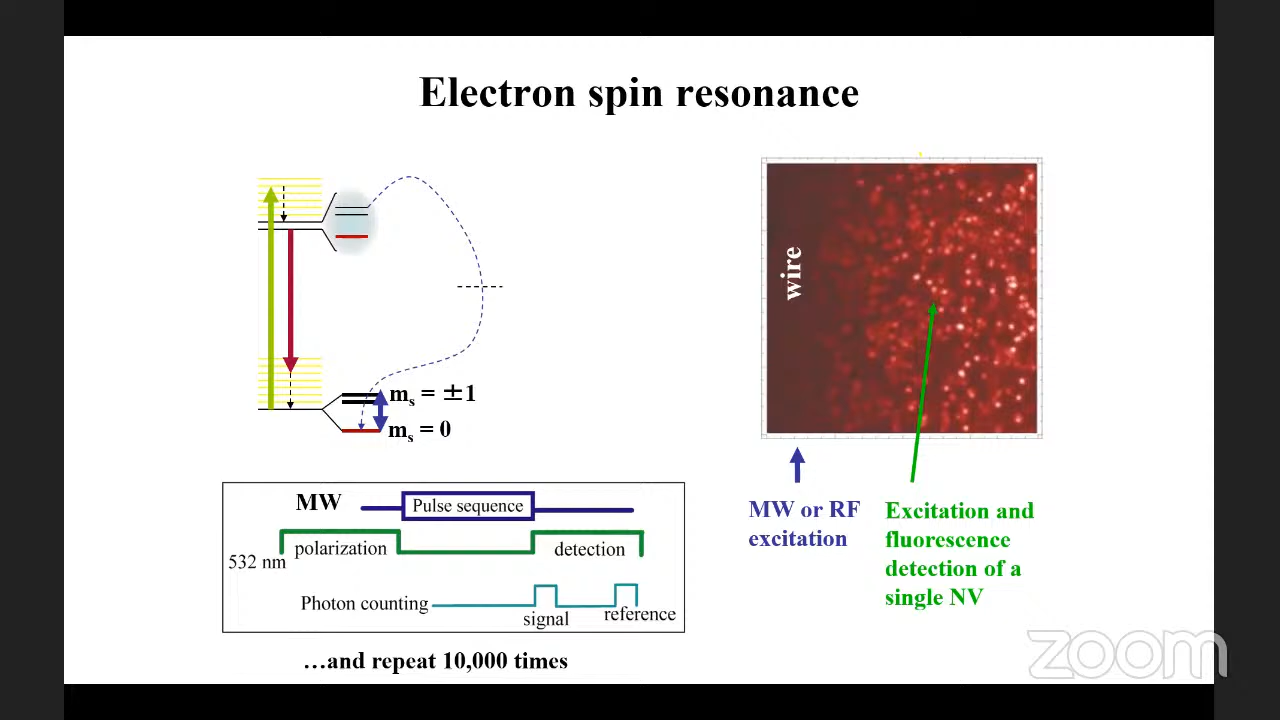 Electron spin resonance
mₛ = ±1
mₛ = 0
wire
MW or RF
excitation
Excitation and
fluorescence
detection of a
single NV
MW
Pulse sequence
polarization
detection
532 nm
Photon counting
signal
reference
…and repeat 10,000 times
zoom